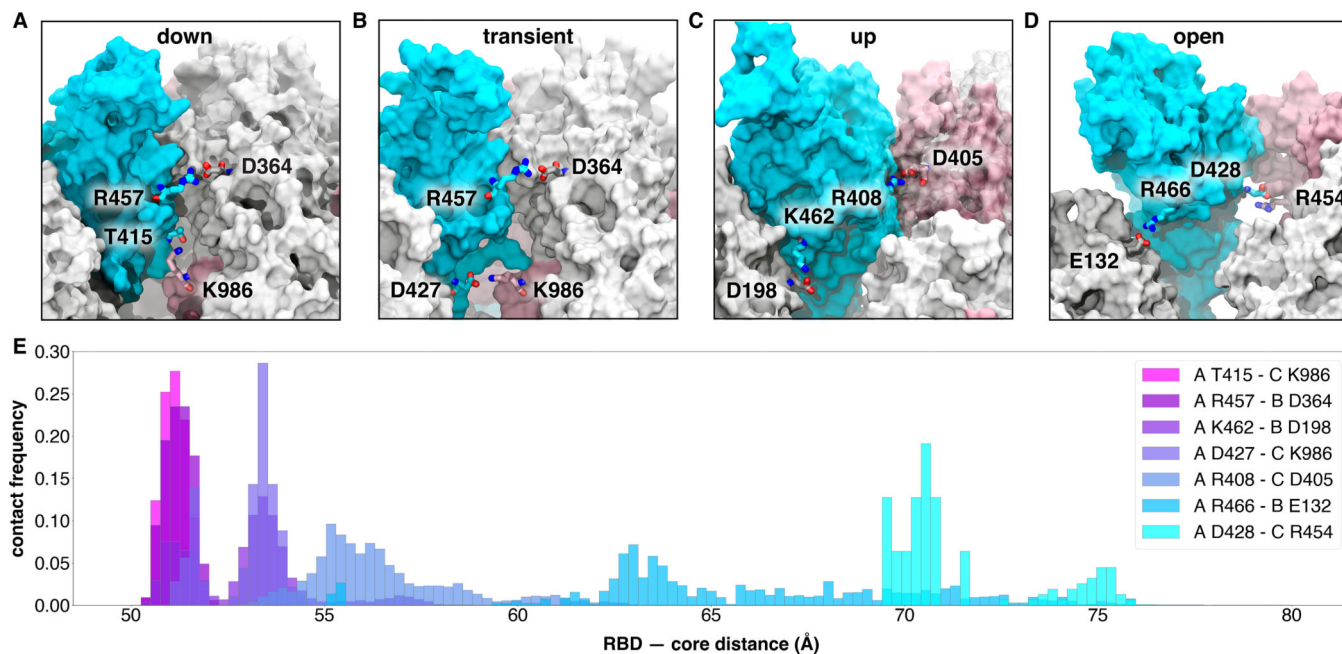 A
down
R457
D364
T415
K986
B
transient
R457
D364
D427
K986
C
up
D405
R408
K462
D198
D
open
D428
R466
R454
E132
E
0.30
0.25
0.20
0.15
0.10
0.05
0.00
contact frequency
A T415 - C K986
A R457 - B D364
A K462 - B D198
A D427 - C K986
A R408 - C D405
A R466 - B E132
A D428 - C R454
50 55 60 65 70 75 80
RBD — core distance (Å)